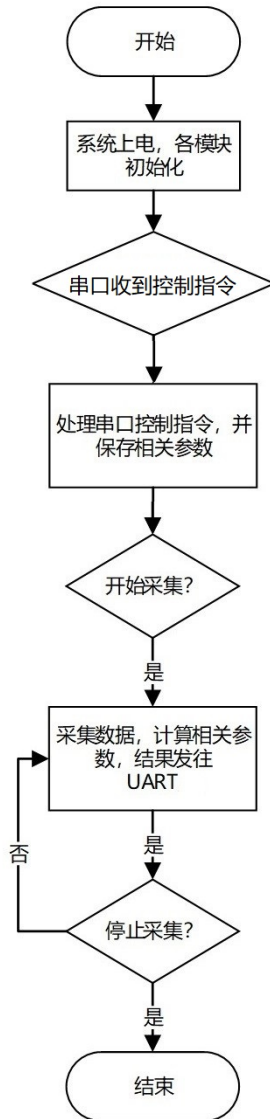 开始
系统上电，各模块
初始化
串口收到控制指令
处理串口控制指令，并
保存相关参数
开始采集？
是
采集数据，计算相关参
数，结果发往
UART
是
否
停止采集？
是
结束